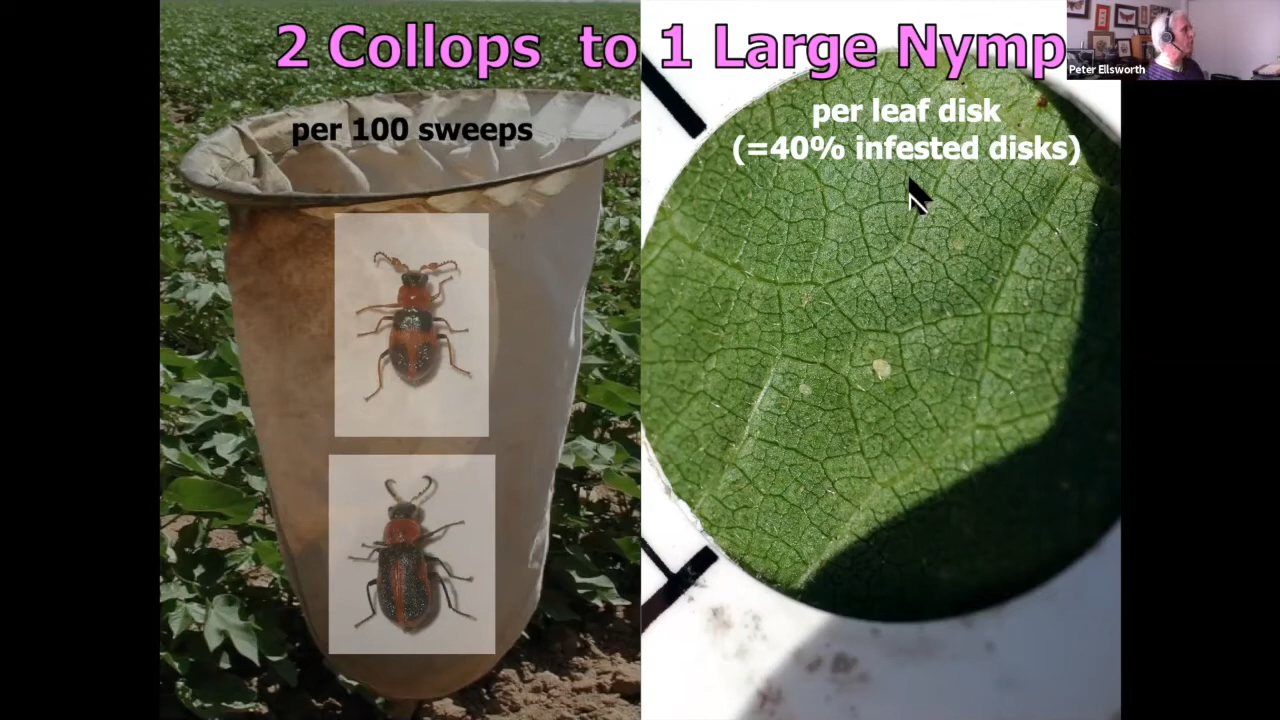 2 Collops to 1 Large Nymp
per 100 sweeps
per leaf disk
(=40% infested disks)
Peter Ellsworth